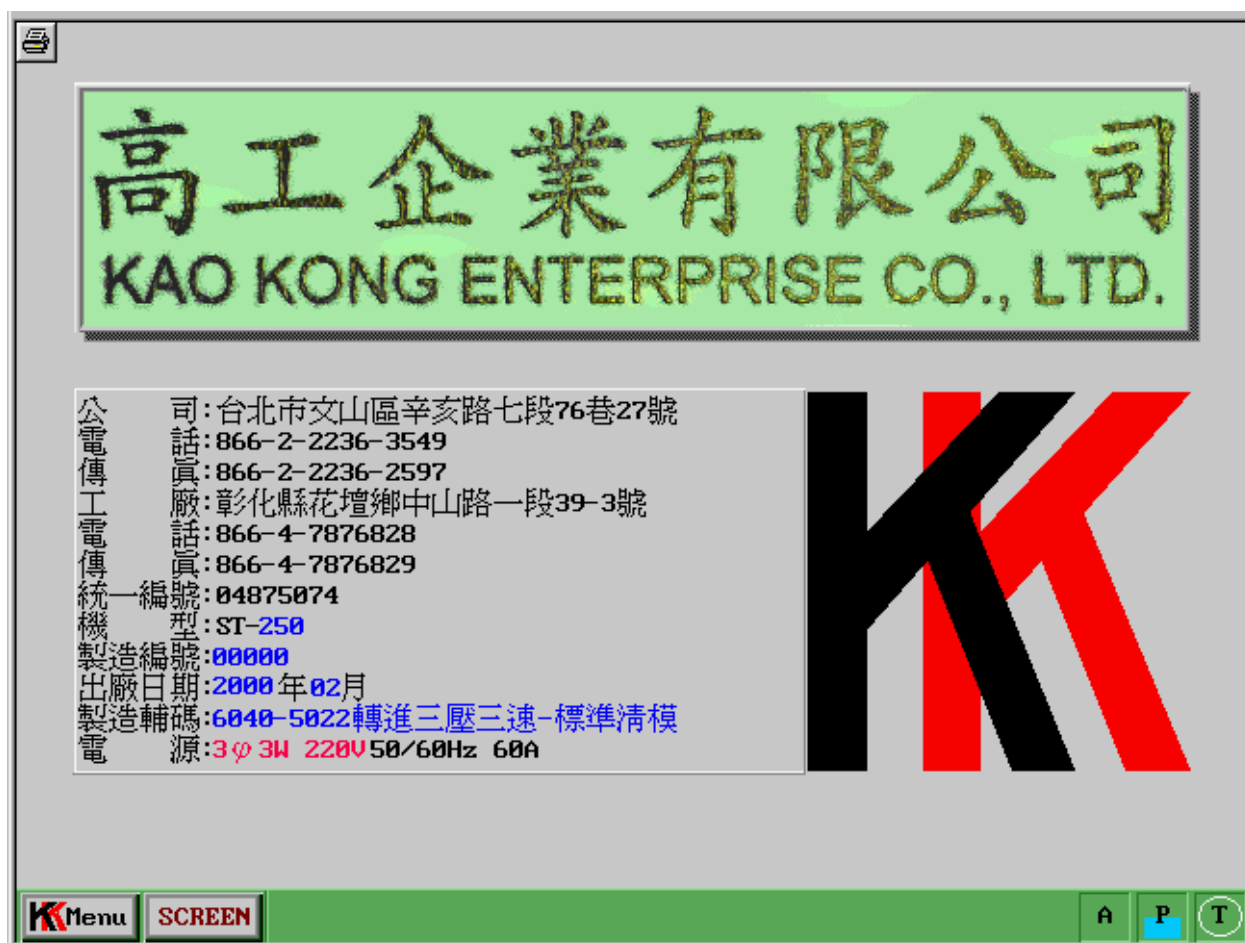 高工企業有限公司
KAO KONG ENTERPRISE CO., LTD.
公 司:台北市文山區辛亥路七段76巷27號
電 話:866-2-2236-3549
傳 真:866-2-2236-2597
工 廠:彰化縣花壇鄉中山路一段39-3號
電 話:866-4-7876828
傳 真:866-4-7876829
統一編號:04875074
機 型:ST-250
製造編號:00000
出廠日期:2000年02月
製造輔碼:6040-5022轉進三壓三速-標準清模
電 源:3φ3W 220V50/60Hz 60A
KK
KK Menu SCREEN A P T